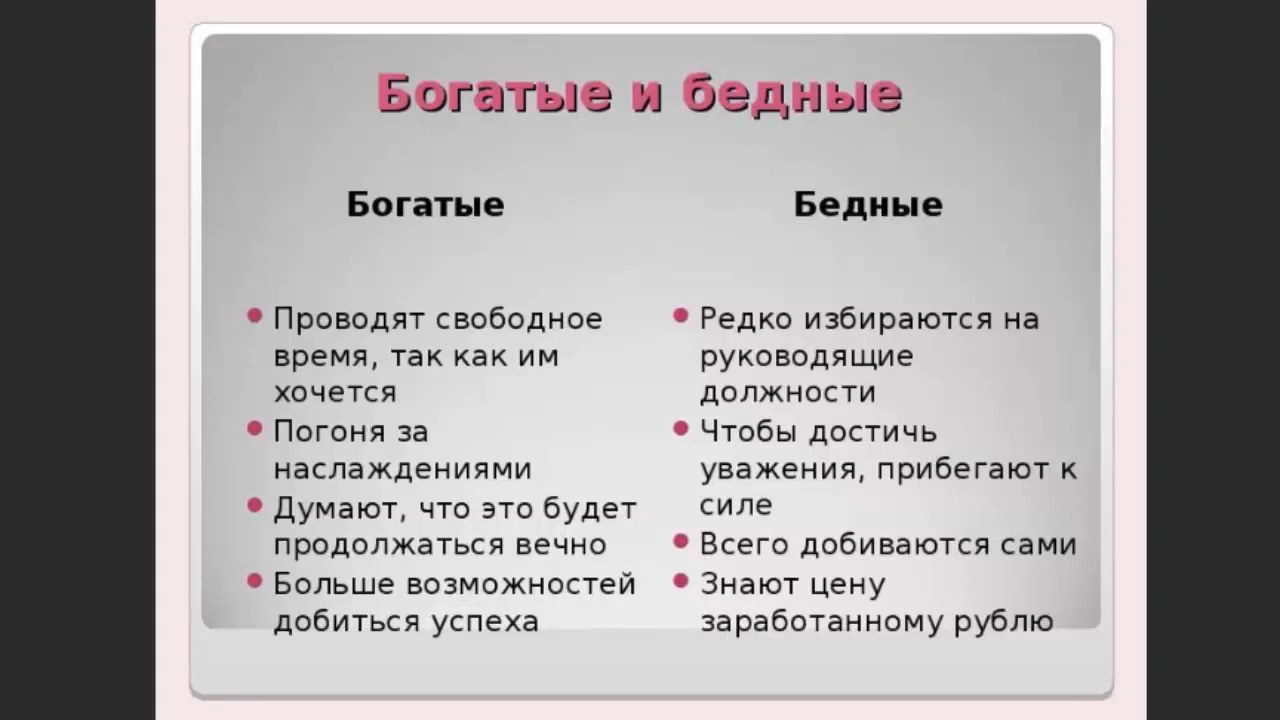 Богатые и бедные
Богатые
Проводят свободное
время, так как им
хочется
Погоня за
наслаждениями
Думают, что это будет
продолжаться вечно
Больше возможностей
добиться успеха
Бедные
Редко избираются на
руководящие
должности
Чтобы достичь
уважения, прибегают к
силе
Всего добиваются сами
Знают цену
заработанному рублю